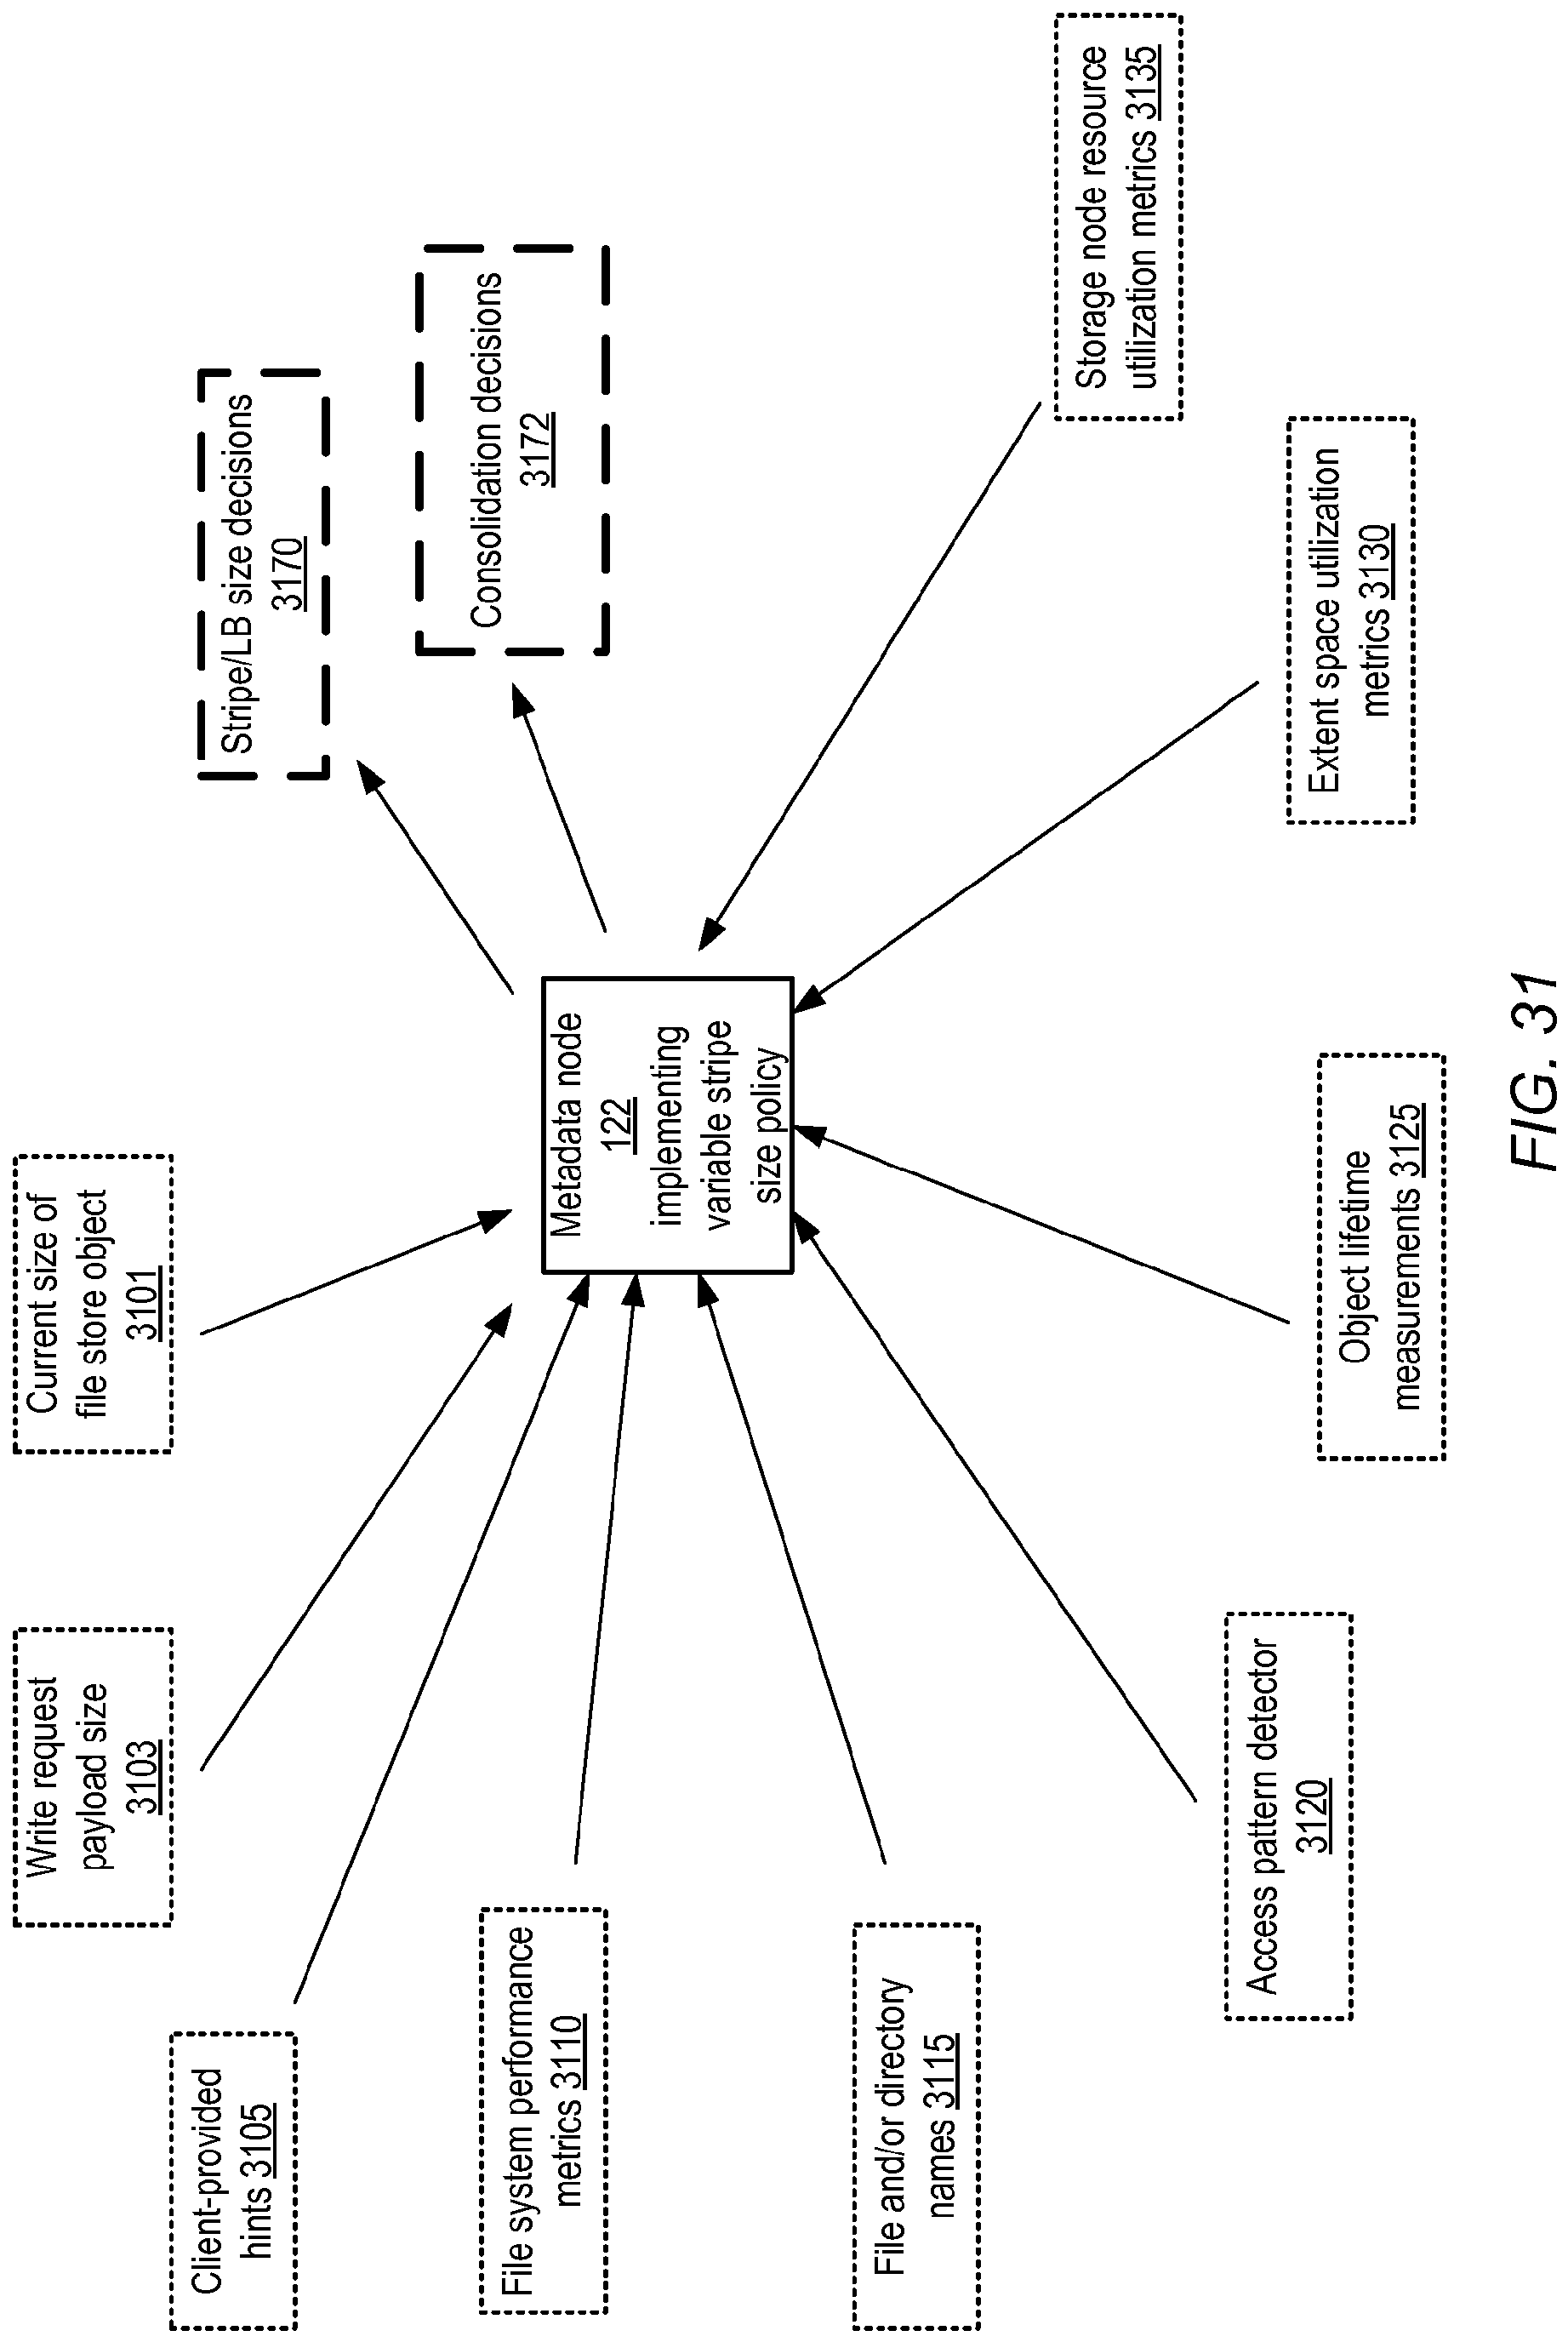 Current size of
file store object
3101
Write request
payload size
3103
Client-provided
hints 3105
File system performance
metrics 3110
File and/or directory
names 3115
Access pattern detector
3120
Object lifetime
measurements 3125
Extent space utilization
metrics 3130
Storage node resource
utilization metrics 3135
Metadata node
122
implementing
variable stripe
size policy
Stripe/LB size decisions
3170
Consolidation decisions
3172
FIG. 31